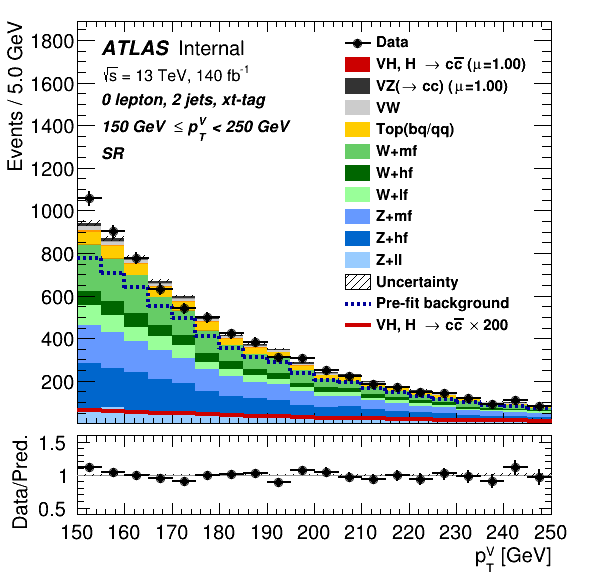 Events / 5.0 GeV
1800
1600
1400
1200
1000
800
600
400
200
ATLAS Internal
√s = 13 TeV, 140 fb⁻¹
0 lepton, 2 jets, xt-tag
150 GeV ≤ p_T^V < 250 GeV
SR
Data
VH, H → cc̅ (μ=1.00)
VZ(→ cc) (μ=1.00)
VW
Top(bq/qq)
W+mf
W+hf
W+lf
Z+mf
Z+hf
Z+ll
Uncertainty
Pre-fit background
VH, H → cc̅ × 200
Data/Pred.
1.5
1
0.5
150 160 170 180 190 200 210 220 230 240 250
p_T^V [GeV]